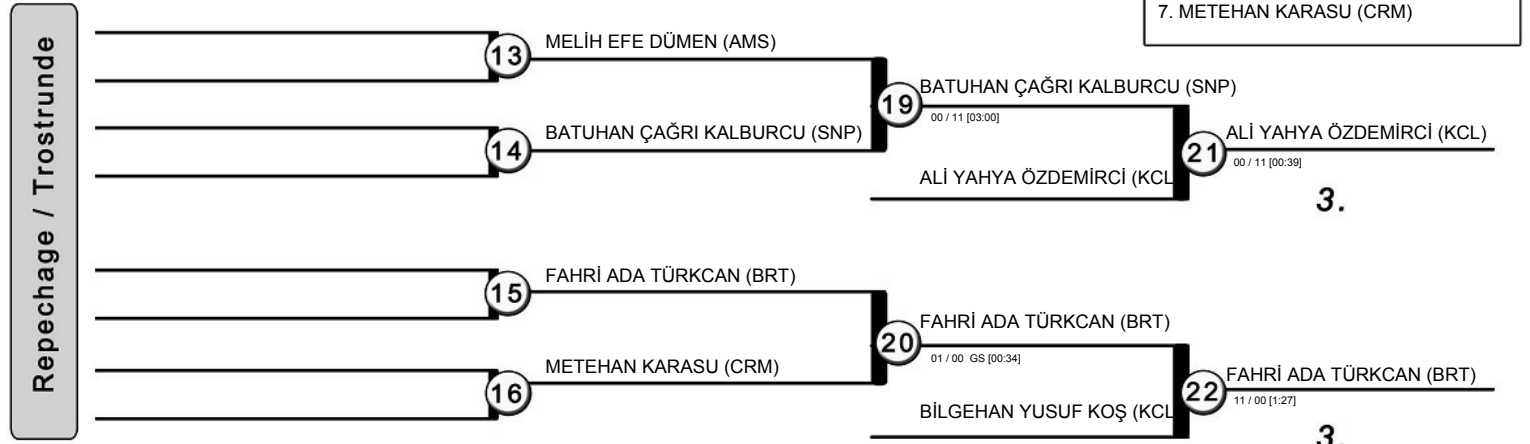 7. METEHAN KARASU (CRM)
Repechage / Trostrunde
13
MELİH EFE DÜMEN (AMS)
19
BATUHAN ÇAĞRI KALBURCU (SNP)
00 / 11 [03:00]
14
BATUHAN ÇAĞRI KALBURCU (SNP)
21
ALİ YAHYA ÖZDEMİRCİ (KCL)
00 / 11 [00:39]
ALİ YAHYA ÖZDEMİRCİ (KCL
3.
15
FAHRİ ADA TÜRKCAN (BRT)
20
FAHRİ ADA TÜRKCAN (BRT)
01 / 00 GS [00:34]
16
METEHAN KARASU (CRM)
22
FAHRİ ADA TÜRKCAN (BRT)
11 / 00 [1:27]
BİLGEHAN YUSUF KOŞ (KCL
3.